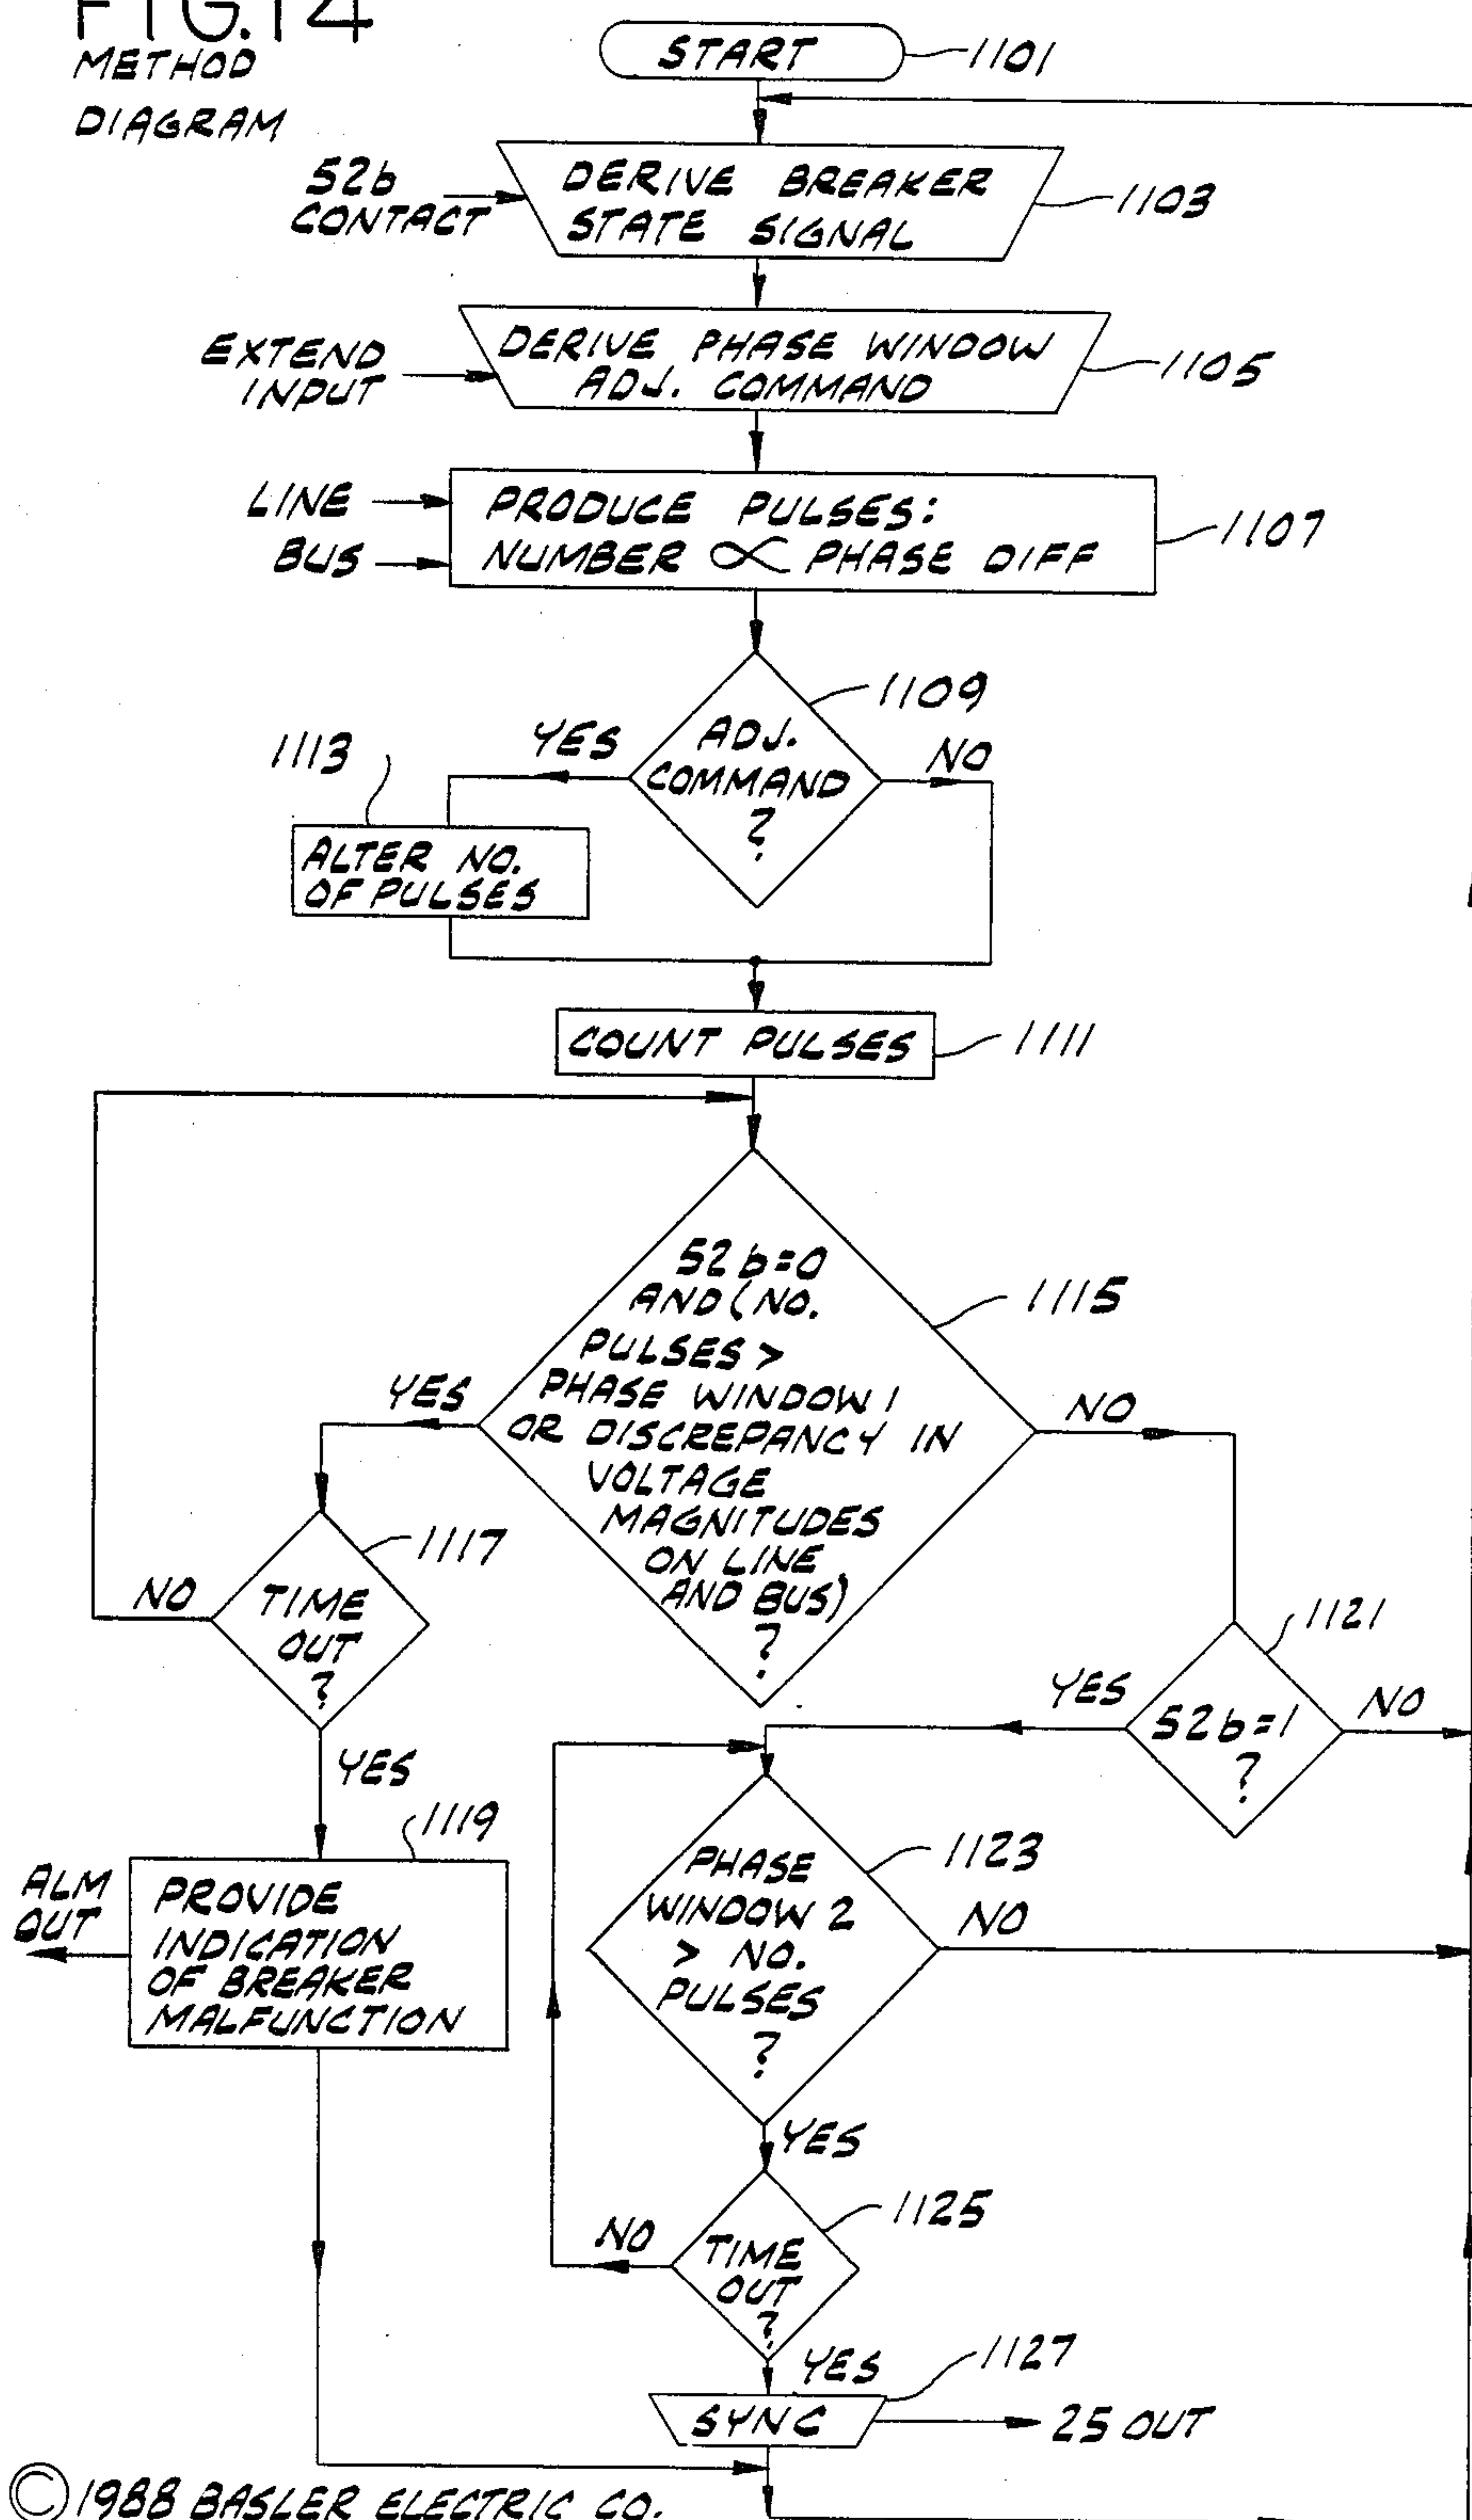 FIG.14
METHOD
DIAGRAM
START
1101
52b
CONTACT
DERIVE BREAKER
STATE SIGNAL
1103
EXTEND
INPUT
DERIVE PHASE WINDOW
ADJ. COMMAND
1105
LINE
BUS
PRODUCE PULSES:
NUMBER ∝ PHASE DIFF
1107
1109
ADJ.
COMMAND
?
YES
NO
1113
ALTER NO.
OF PULSES
COUNT PULSES
1111
52b=0
AND (NO.
PULSES >
PHASE WINDOW 1
OR DISCREPANCY IN
VOLTAGE
MAGNITUDES
ON LINE
AND BUS)
?
1115
YES
NO
1117
TIME
OUT
?
NO
YES
1121
52b=1
?
YES
NO
1119
ALM
OUT
PROVIDE
INDICATION
OF BREAKER
MALFUNCTION
1123
PHASE
WINDOW 2
> NO.
PULSES
?
NO
YES
1125
TIME
OUT
?
NO
YES
1127
SYNC
25 OUT
© 1988 BASLER ELECTRIC CO.